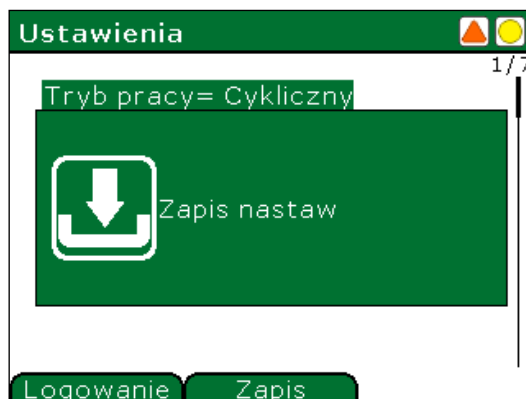 Ustawienia
1/7
Tryb pracy= Cykliczny
Zapis nastaw
Logowanie
Zapis